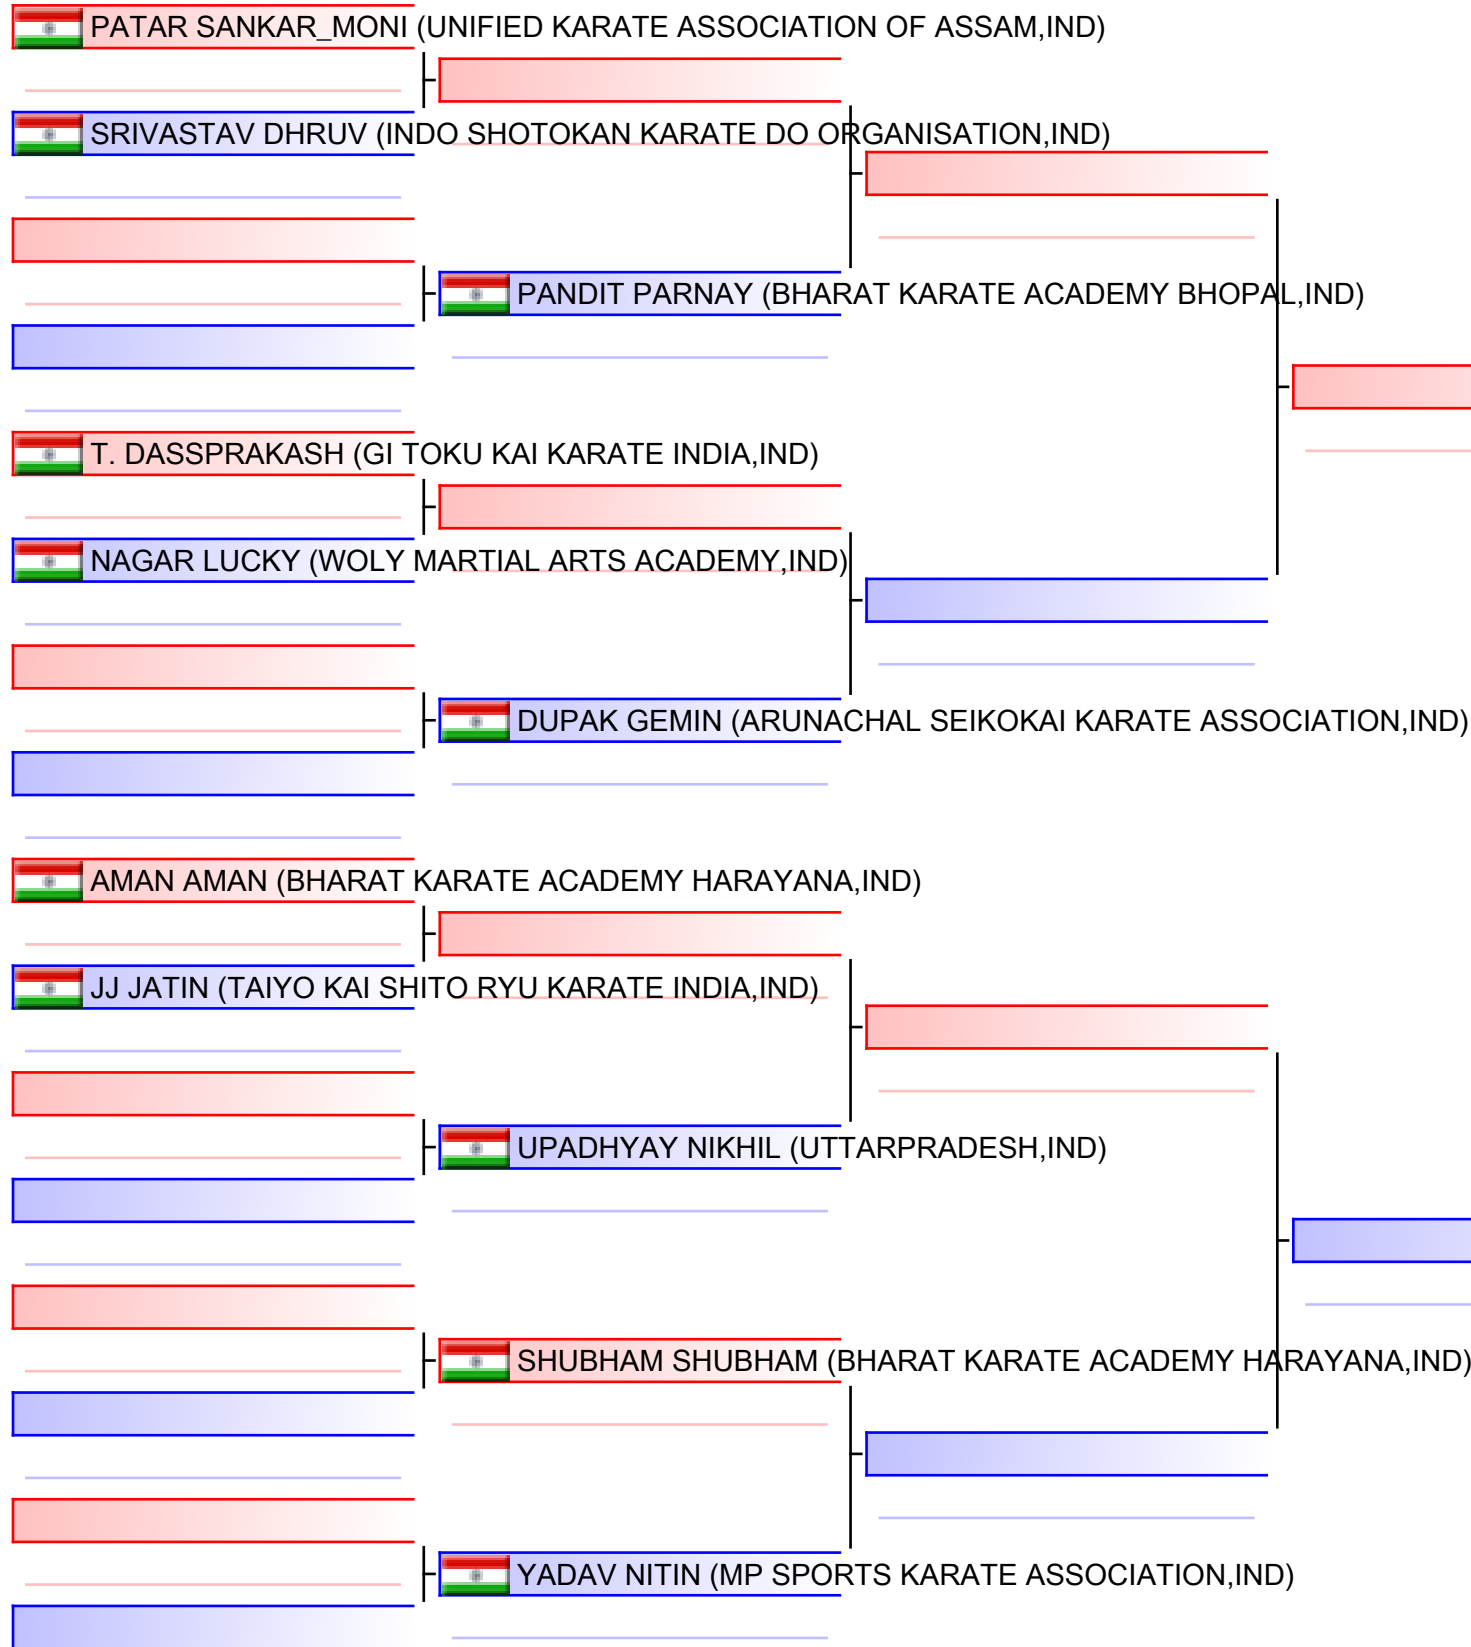 PATAR SANKAR_MONI (UNIFIED KARATE ASSOCIATION OF ASSAM,IND)
SRIVASTAV DHRUV (INDO SHOTOKAN KARATE DO ORGANISATION,IND)
PANDIT PARNAY (BHARAT KARATE ACADEMY BHOPAL,IND)
T. DASSPRAKASH (GI TOKU KAI KARATE INDIA,IND)
NAGAR LUCKY (WOLY MARTIAL ARTS ACADEMY,IND)
DUPAK GEMIN (ARUNACHAL SEIKOKAI KARATE ASSOCIATION,IND)
AMAN AMAN (BHARAT KARATE ACADEMY HARAYANA,IND)
JJ JATIN (TAIYO KAI SHITO RYU KARATE INDIA,IND)
UPADHYAY NIKHIL (UTTARPRADESH,IND)
SHUBHAM SHUBHAM (BHARAT KARATE ACADEMY HARAYANA,IND)
YADAV NITIN (MP SPORTS KARATE ASSOCIATION,IND)